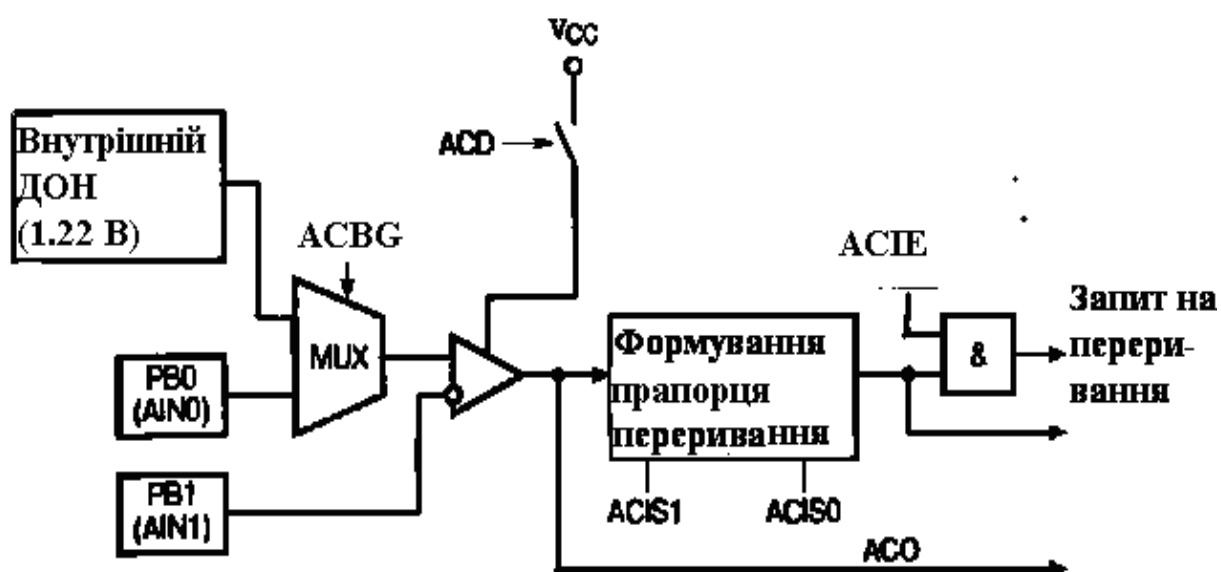 VCC
Внутрішній
ДОН
(1.22 В)
ACD
ACBG
ACIE
Запит на
перери-
вання
MUX
&
Формування
прапорця
переривання
PB0
(AIN0)
PB1
(AIN1)
ACIS1
ACIS0
ACO